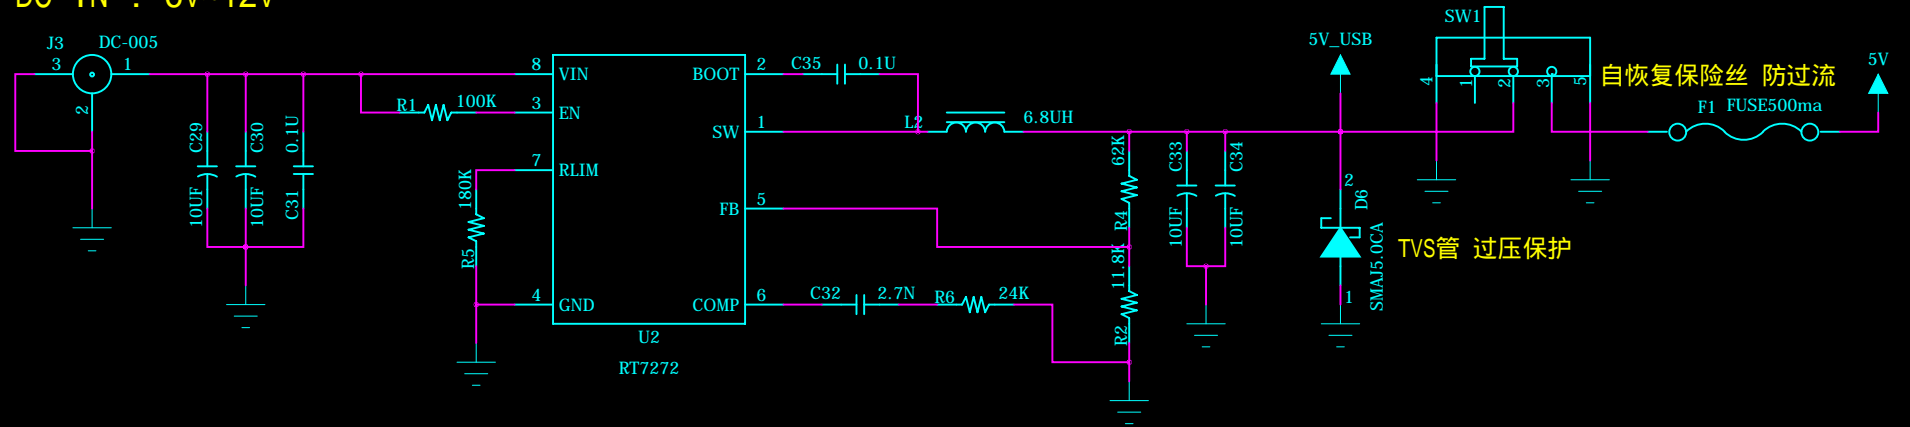 DC IN : 6V-12V
J3
DC-005
3
1
2
C29
10UF
C30
10UF
0.1U
C31
R1
100K
180K
R5
8
VIN
3
EN
7
RLIM
4
GND
BOOT
2
SW
1
FB
5
COMP
6
U2
RT7272
C35
0.1U
L2
6.8UH
C32
2.7N
R6
24K
62K
R4
11.8K
R2
C33
10UF
C34
10UF
5V_USB
2
D6
SMAJ5.0CA
1
TVS管 过压保护
SW1
4
1
2
3
5
自恢复保险丝 防过流
F1
FUSE500ma
5V